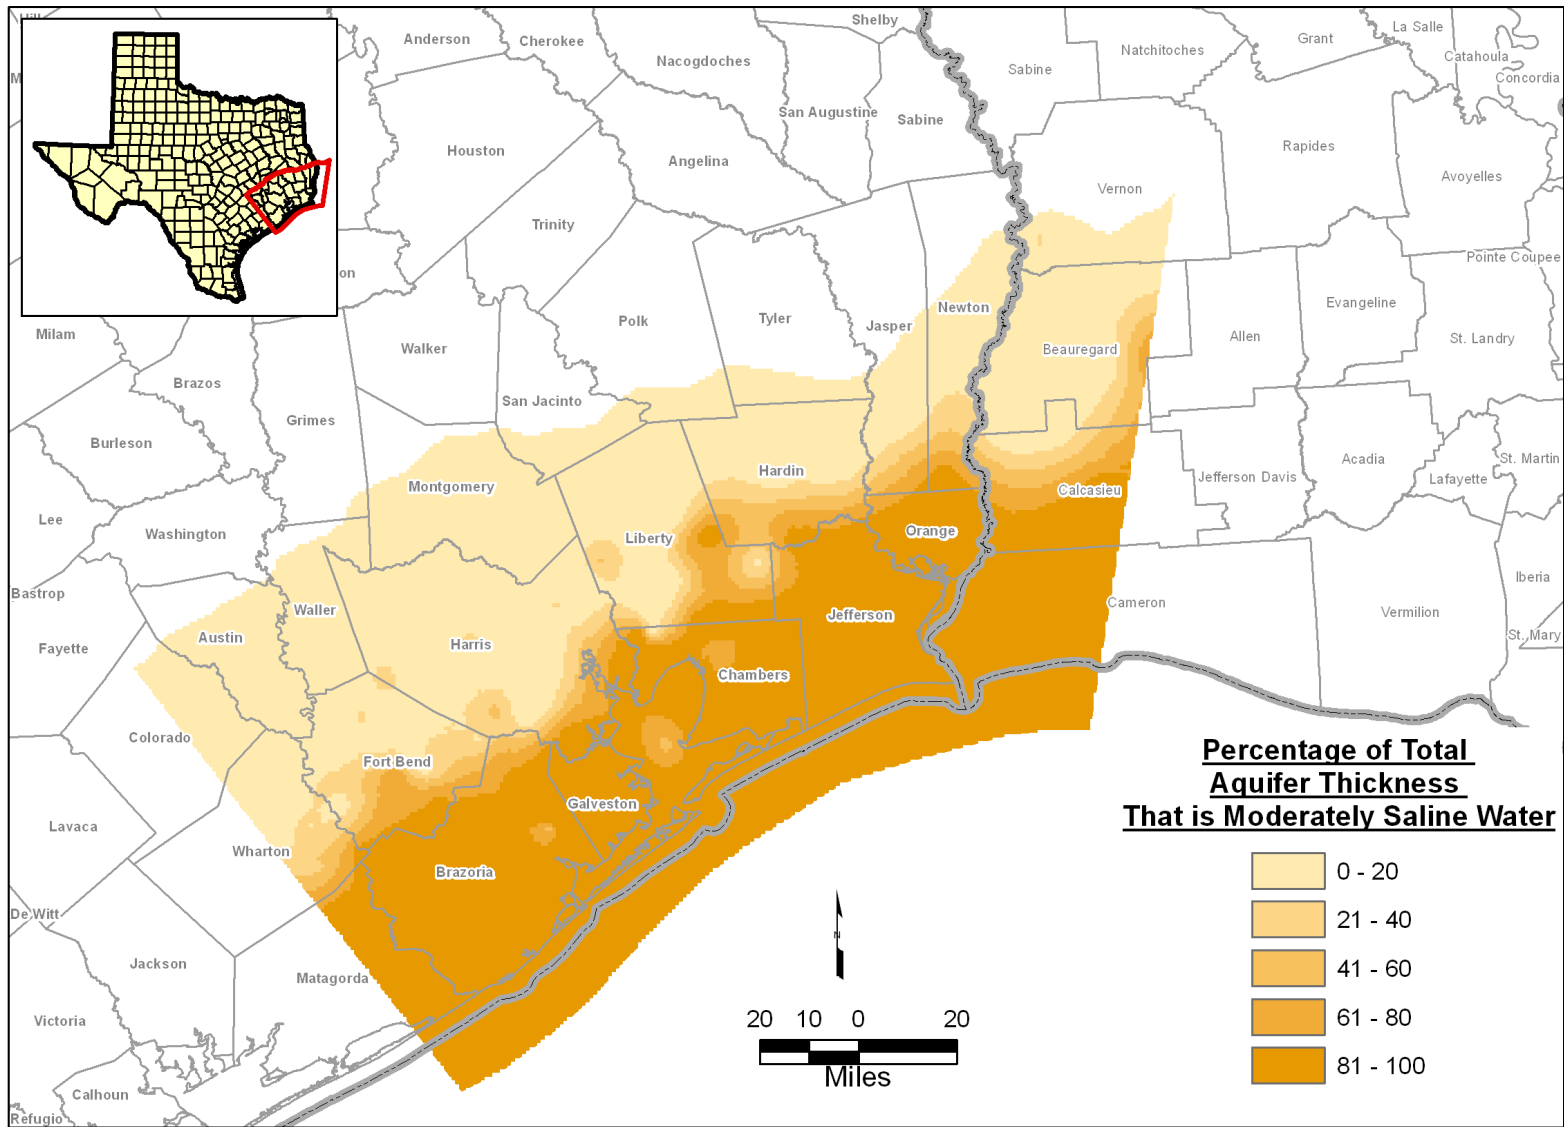 Shelby
Anderson
Cherokee
Nacogdoches
Sabine
Natchitoches
Grant
La Salle
Catahoula
Concordia
San Augustine
Sabine
Houston
Angelina
Rapides
Avoyelles
Vernon
Trinity
Pointe Coupee
Milam
Walker
Polk
Tyler
Jasper
Newton
Beauregard
Allen
Evangeline
St. Landry
Brazos
Grimes
San Jacinto
Burleson
Montgomery
Hardin
Calcasieu
Jefferson Davis
Acadia
Lafayette
St. Martin
Lee
Washington
Liberty
Orange
Bastrop
Waller
Jefferson
Cameron
Vermilion
Iberia
Fayette
Austin
Harris
Chambers
St. Mary
Colorado
Fort Bend
Galveston
Lavaca
Wharton
Brazoria
De Witt
Jackson
Matagorda
Victoria
Calhoun
Refugio
Percentage of Total
Aquifer Thickness
That is Moderately Saline Water
0 - 20
21 - 40
41 - 60
61 - 80
81 - 100
N
20 10 0 20
Miles